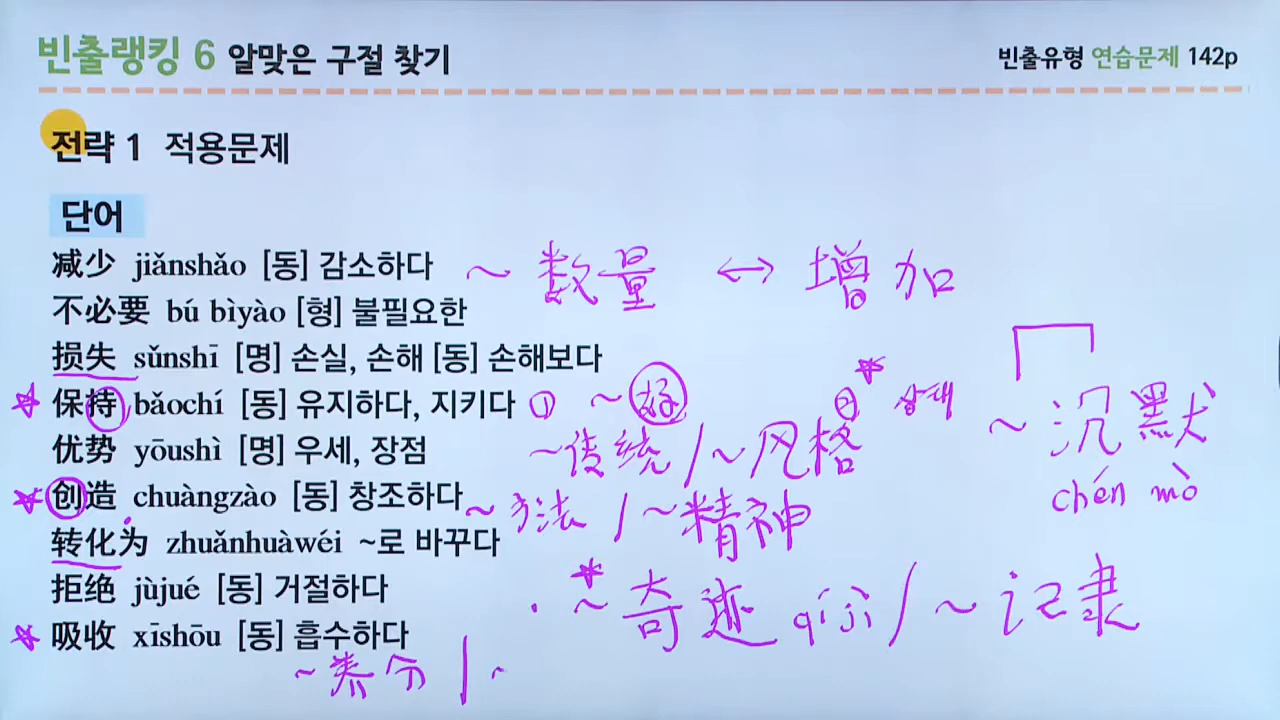 빈출랭킹 6 알맞은 구절 찾기
빈출유형 연습문제 142p
전략 1 적용문제
단어
减少 jiǎnshǎo [동] 감소하다 ~ 数量 ↔ 增加
不必要 bú bìyào [형] 불필요한
损失 sǔnshī [명] 손실, 손해 [동] 손해보다
保持 bǎochí [동] 유지하다, 지키다 ① ~ 好 ② 상태 ~ 沉默
chén mò
优势 yōushì [명] 우세, 장점 ~传统 / ~风格
创造 chuàngzào [동] 창조하다 ~方法 / ~精神
转化为 zhuǎnhuàwéi ~로 바꾸다
拒绝 jùjué [동] 거절하다 ~奇迹 qíjì / ~记录
吸收 xīshōu [동] 흡수하다
~养分 / ~